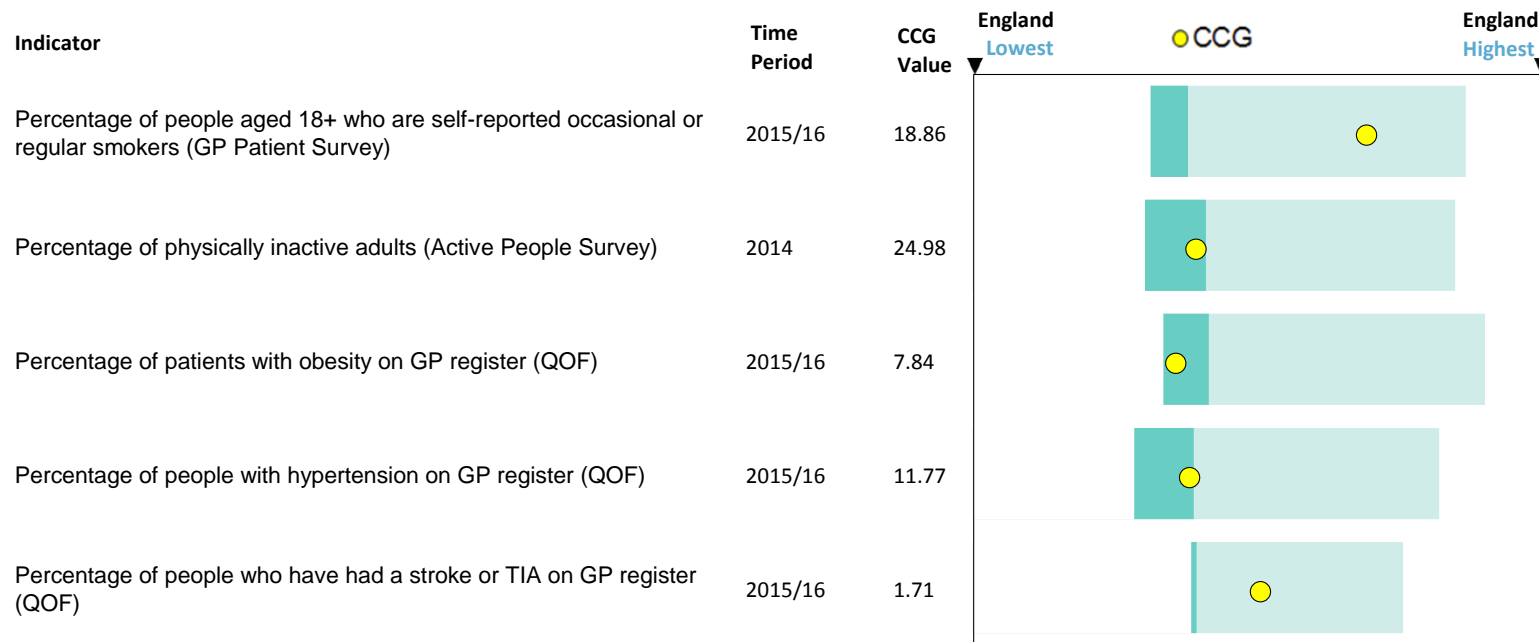 Indicator
Time
Period
CCG
Value
England
Lowest
CCG
England
Highest
Percentage of people aged 18+ who are self-reported occasional or
regular smokers (GP Patient Survey)
2015/16
18.86
Percentage of physically inactive adults (Active People Survey)
2014
24.98
Percentage of patients with obesity on GP register (QOF)
2015/16
7.84
Percentage of people with hypertension on GP register (QOF)
2015/16
11.77
Percentage of people who have had a stroke or TIA on GP register
(QOF)
2015/16
1.71